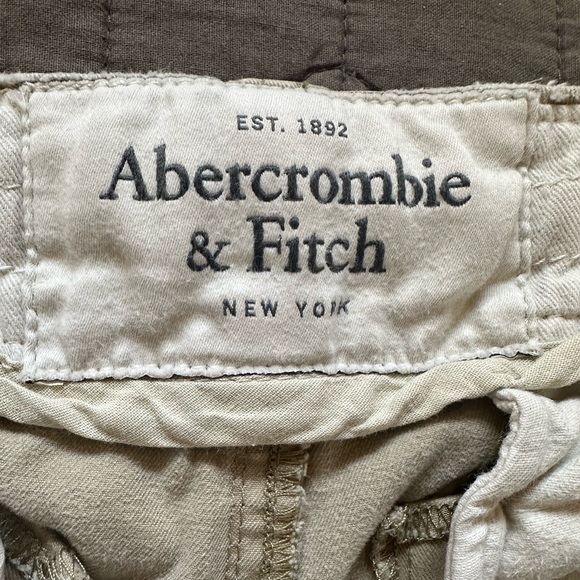 EST. 1892
Abercrombie
& Fitch
NEW YORK